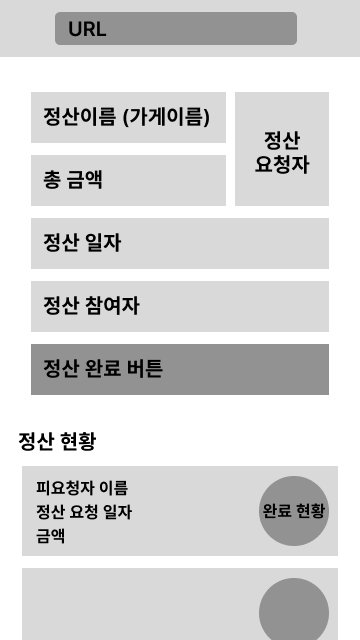 URL
정산이름 (가게이름)
정산
요청자
총 금액
정산 일자
정산 참여자
정산 완료 버튼
정산 현황
피요청자 이름
정산 요청 일자
금액
완료 현황